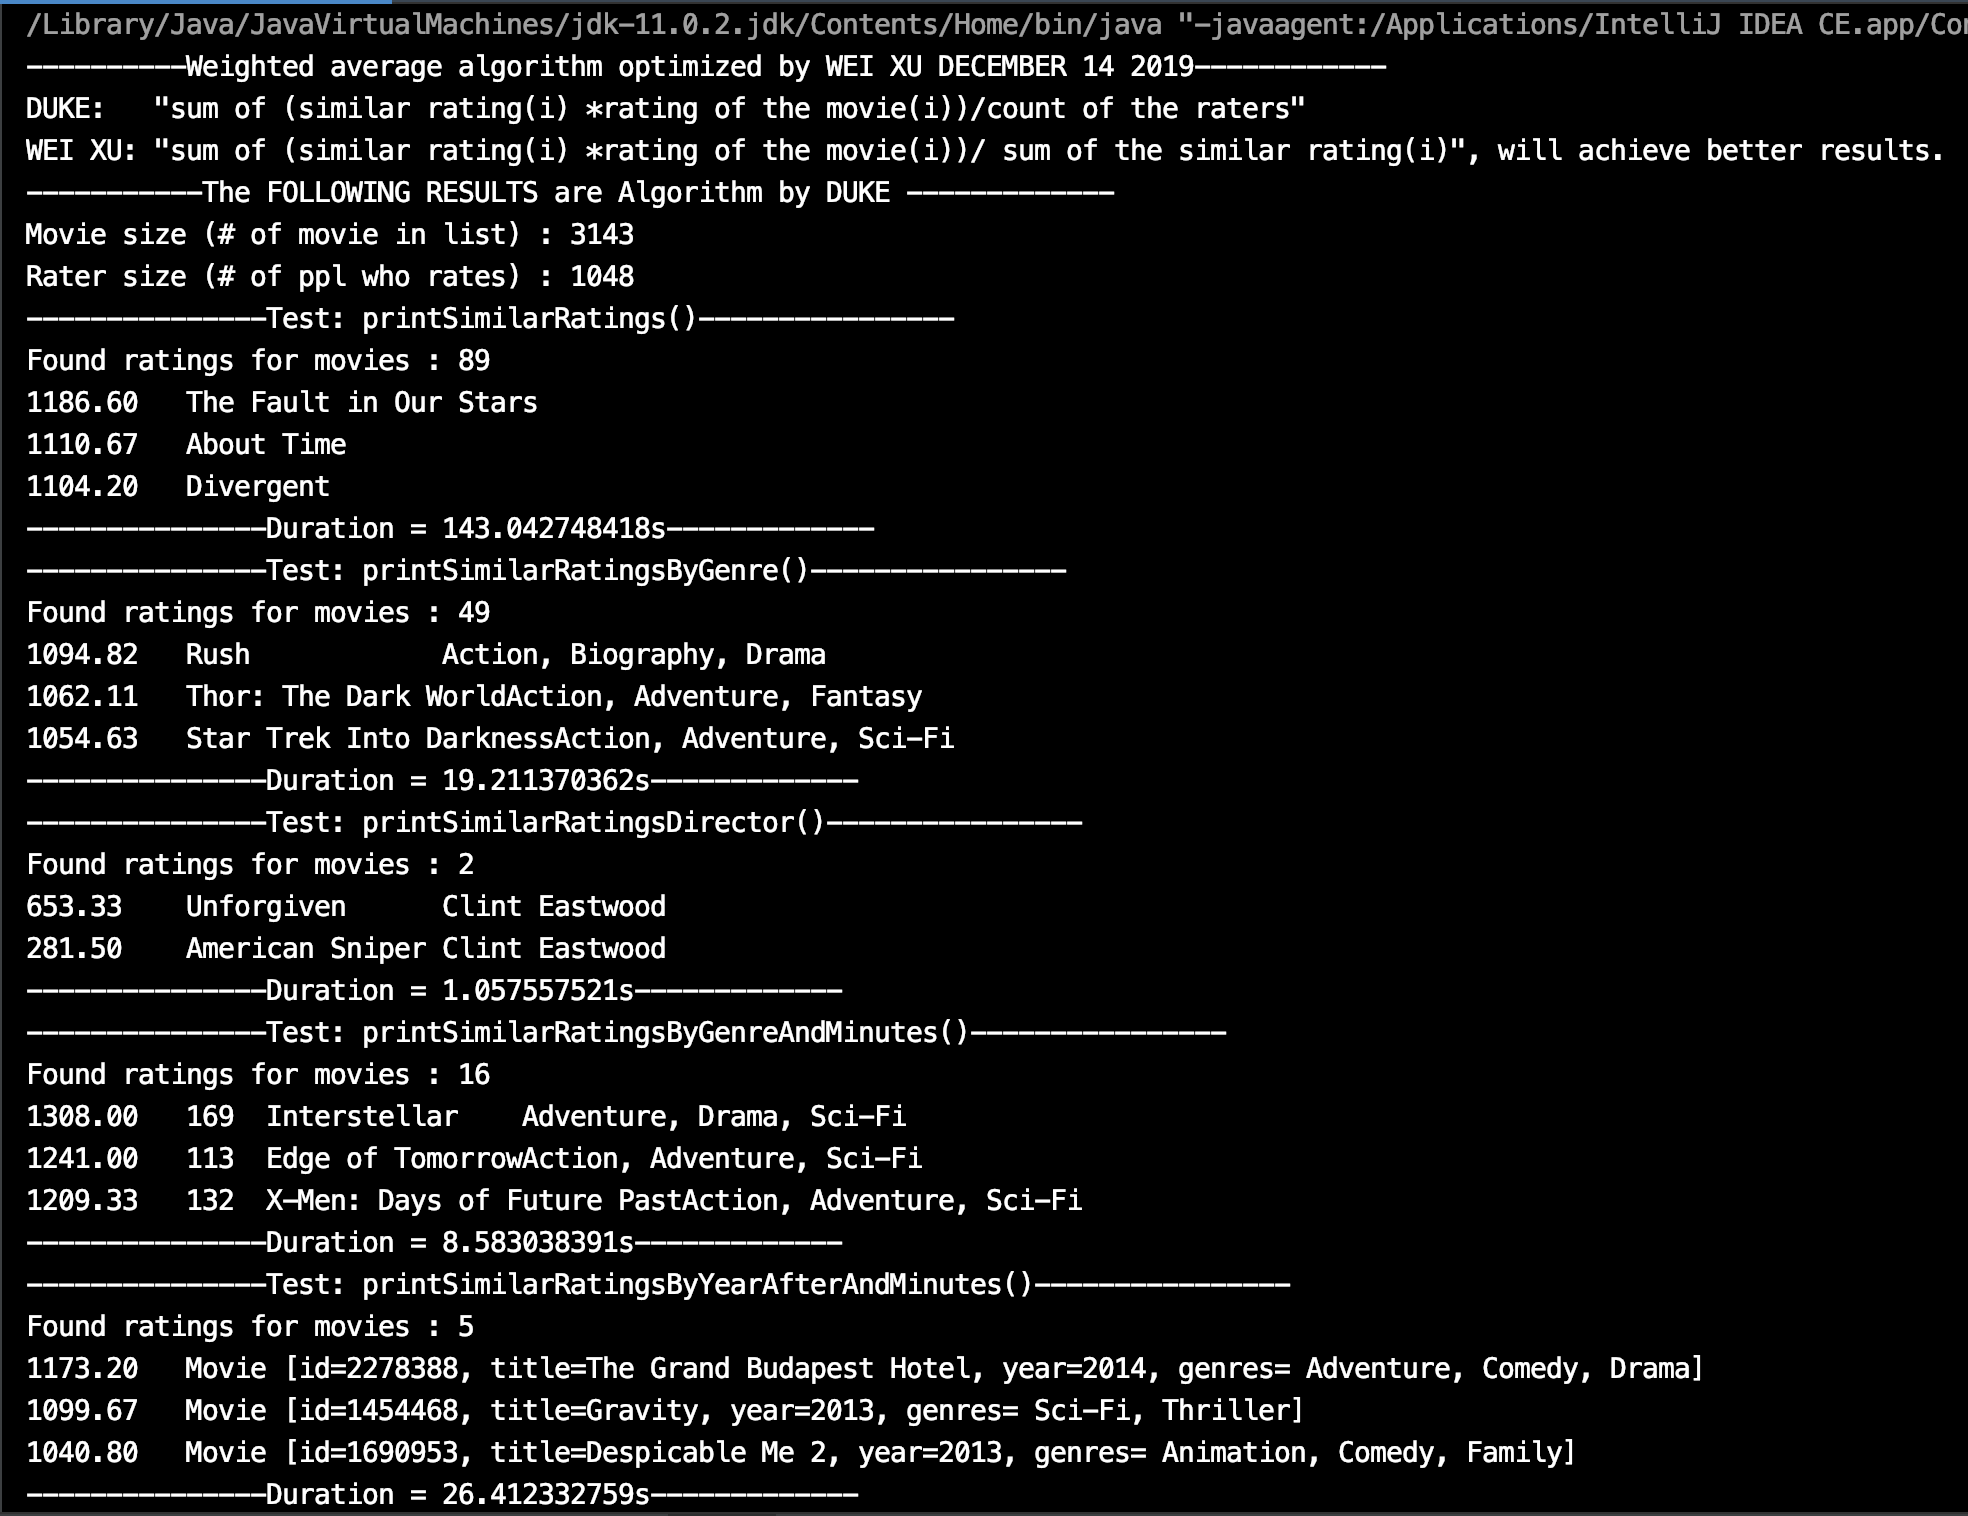 /Library/Java/JavaVirtualMachines/jdk-11.0.2.jdk/Contents/Home/bin/java "-javaagent:/Applications/IntelliJ IDEA CE.app/Con
----------Weighted average algorithm optimized by WEI XU DECEMBER 14 2019------------
DUKE:   "sum of (similar rating(i) *rating of the movie(i))/count of the raters"
WEI XU: "sum of (similar rating(i) *rating of the movie(i))/ sum of the similar rating(i)", will achieve better results.
-----------The FOLLOWING RESULTS are Algorithm by DUKE -------------
Movie size (# of movie in list) : 3143
Rater size (# of ppl who rates) : 1048
---------------Test: printSimilarRatings()----------------
Found ratings for movies : 89
1186.60   The Fault in Our Stars
1110.67   About Time
1104.20   Divergent
---------------Duration = 143.042748418s-------------
---------------Test: printSimilarRatingsByGenre()----------------
Found ratings for movies : 49
1094.82   Rush            Action, Biography, Drama
1062.11   Thor: The Dark WorldAction, Adventure, Fantasy
1054.63   Star Trek Into DarknessAction, Adventure, Sci-Fi
---------------Duration = 19.211370362s-------------
---------------Test: printSimilarRatingsDirector()----------------
Found ratings for movies : 2
653.33    Unforgiven      Clint Eastwood
281.50    American Sniper Clint Eastwood
---------------Duration = 1.057557521s-------------
---------------Test: printSimilarRatingsByGenreAndMinutes()----------------
Found ratings for movies : 16
1308.00   169  Interstellar    Adventure, Drama, Sci-Fi
1241.00   113  Edge of TomorrowAction, Adventure, Sci-Fi
1209.33   132  X-Men: Days of Future PastAction, Adventure, Sci-Fi
---------------Duration = 8.583038391s-------------
---------------Test: printSimilarRatingsByYearAfterAndMinutes()----------------
Found ratings for movies : 5
1173.20   Movie [id=2278388, title=The Grand Budapest Hotel, year=2014, genres= Adventure, Comedy, Drama]
1099.67   Movie [id=1454468, title=Gravity, year=2013, genres= Sci-Fi, Thriller]
1040.80   Movie [id=1690953, title=Despicable Me 2, year=2013, genres= Animation, Comedy, Family]
---------------Duration = 26.412332759s-------------